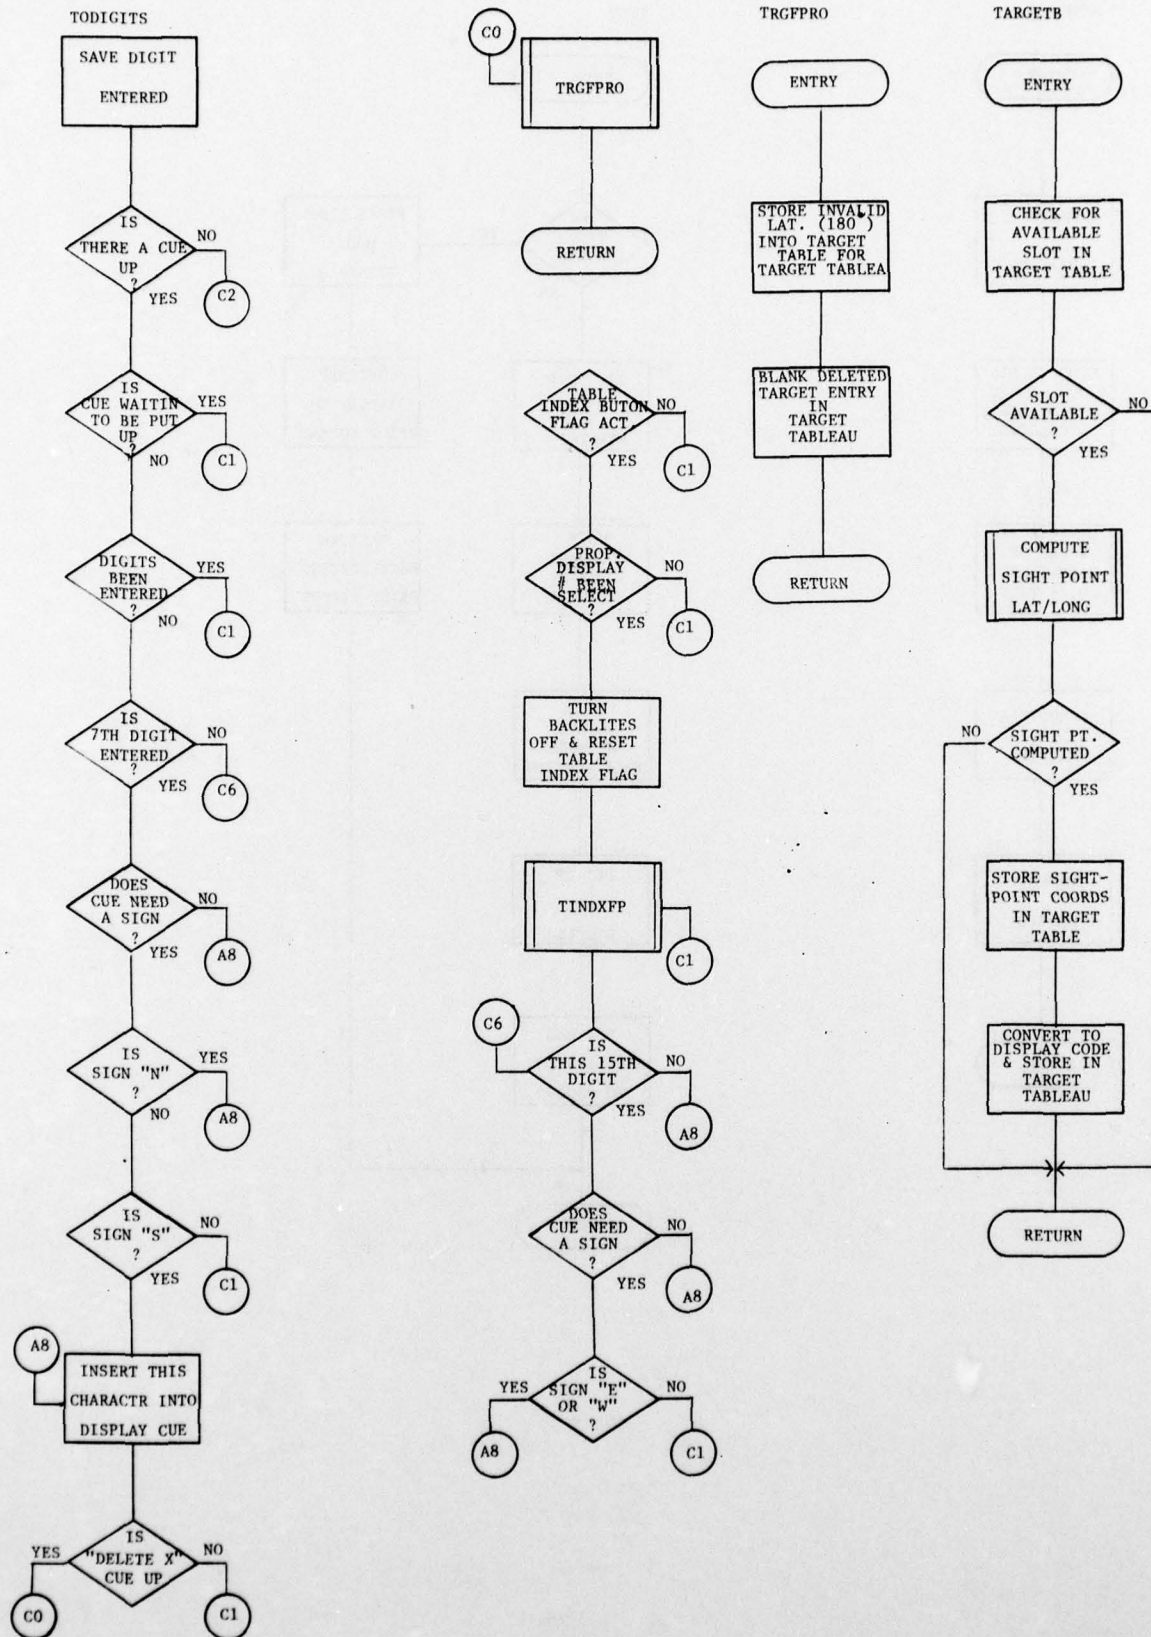 TODIGITS
SAVE DIGIT
ENTERED
IS
THERE A CUE
UP
?
NO
C2
YES
IS
CUE WAITIN
TO BE PUT
UP
?
YES
C1
NO
DIGITS
BEEN
ENTERED
?
YES
C1
NO
IS
7TH DIGIT
ENTERED
?
NO
C6
YES
DOES
CUE NEED
A SIGN
?
NO
A8
YES
IS
SIGN "N"
?
YES
A8
NO
IS
SIGN "S"
?
NO
C1
YES
A8
INSERT THIS
CHARACTR INTO
DISPLAY CUE
IS
"DELETE X"
CUE UP
YES
C0
NO
C1
C0
TRGFPRO
RETURN
TABLE
INDEX BUTON
FLAG ACT.
?
NO
C1
YES
PROP.
DISPLAY
# BEEN
SELECT
?
NO
C1
YES
TURN
BACKLITES
OFF & RESET
TABLE
INDEX FLAG
TINDXFP
C1
C6
IS
THIS 15TH
DIGIT
?
NO
A8
YES
DOES
CUE NEED
A SIGN
?
NO
A8
YES
IS
SIGN "E"
OR "W"
?
YES
A8
NO
C1
TRGFPRO
ENTRY
STORE INVALID
LAT. (180°)
INTO TARGET
TABLE FOR
TARGET TABLEA
BLANK DELETED
TARGET ENTRY
IN
TARGET
TABLEAU
RETURN
TARGETB
ENTRY
CHECK FOR
AVAILABLE
SLOT IN
TARGET TABLE
SLOT
AVAILABLE
?
NO
YES
COMPUTE
SIGHT POINT
LAT/LONG
NO
SIGHT PT.
COMPUTED
?
YES
STORE SIGHT-
POINT COORDS
IN TARGET
TABLE
CONVERT TO
DISPLAY CODE
& STORE IN
TARGET
TABLEAU
RETURN